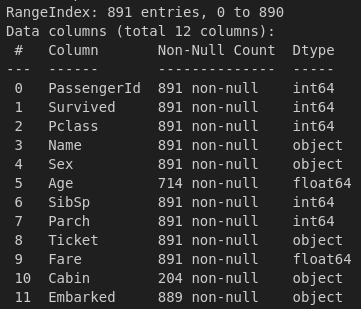 RangeIndex: 891 entries, 0 to 890
Data columns (total 12 columns):
 #   Column       Non-Null Count  Dtype
---  ------       --------------  -----
 0   PassengerId  891 non-null    int64
 1   Survived     891 non-null    int64
 2   Pclass       891 non-null    int64
 3   Name         891 non-null    object
 4   Sex          891 non-null    object
 5   Age          714 non-null    float64
 6   SibSp        891 non-null    int64
 7   Parch        891 non-null    int64
 8   Ticket       891 non-null    object
 9   Fare         891 non-null    float64
 10  Cabin        204 non-null    object
 11  Embarked     889 non-null    object